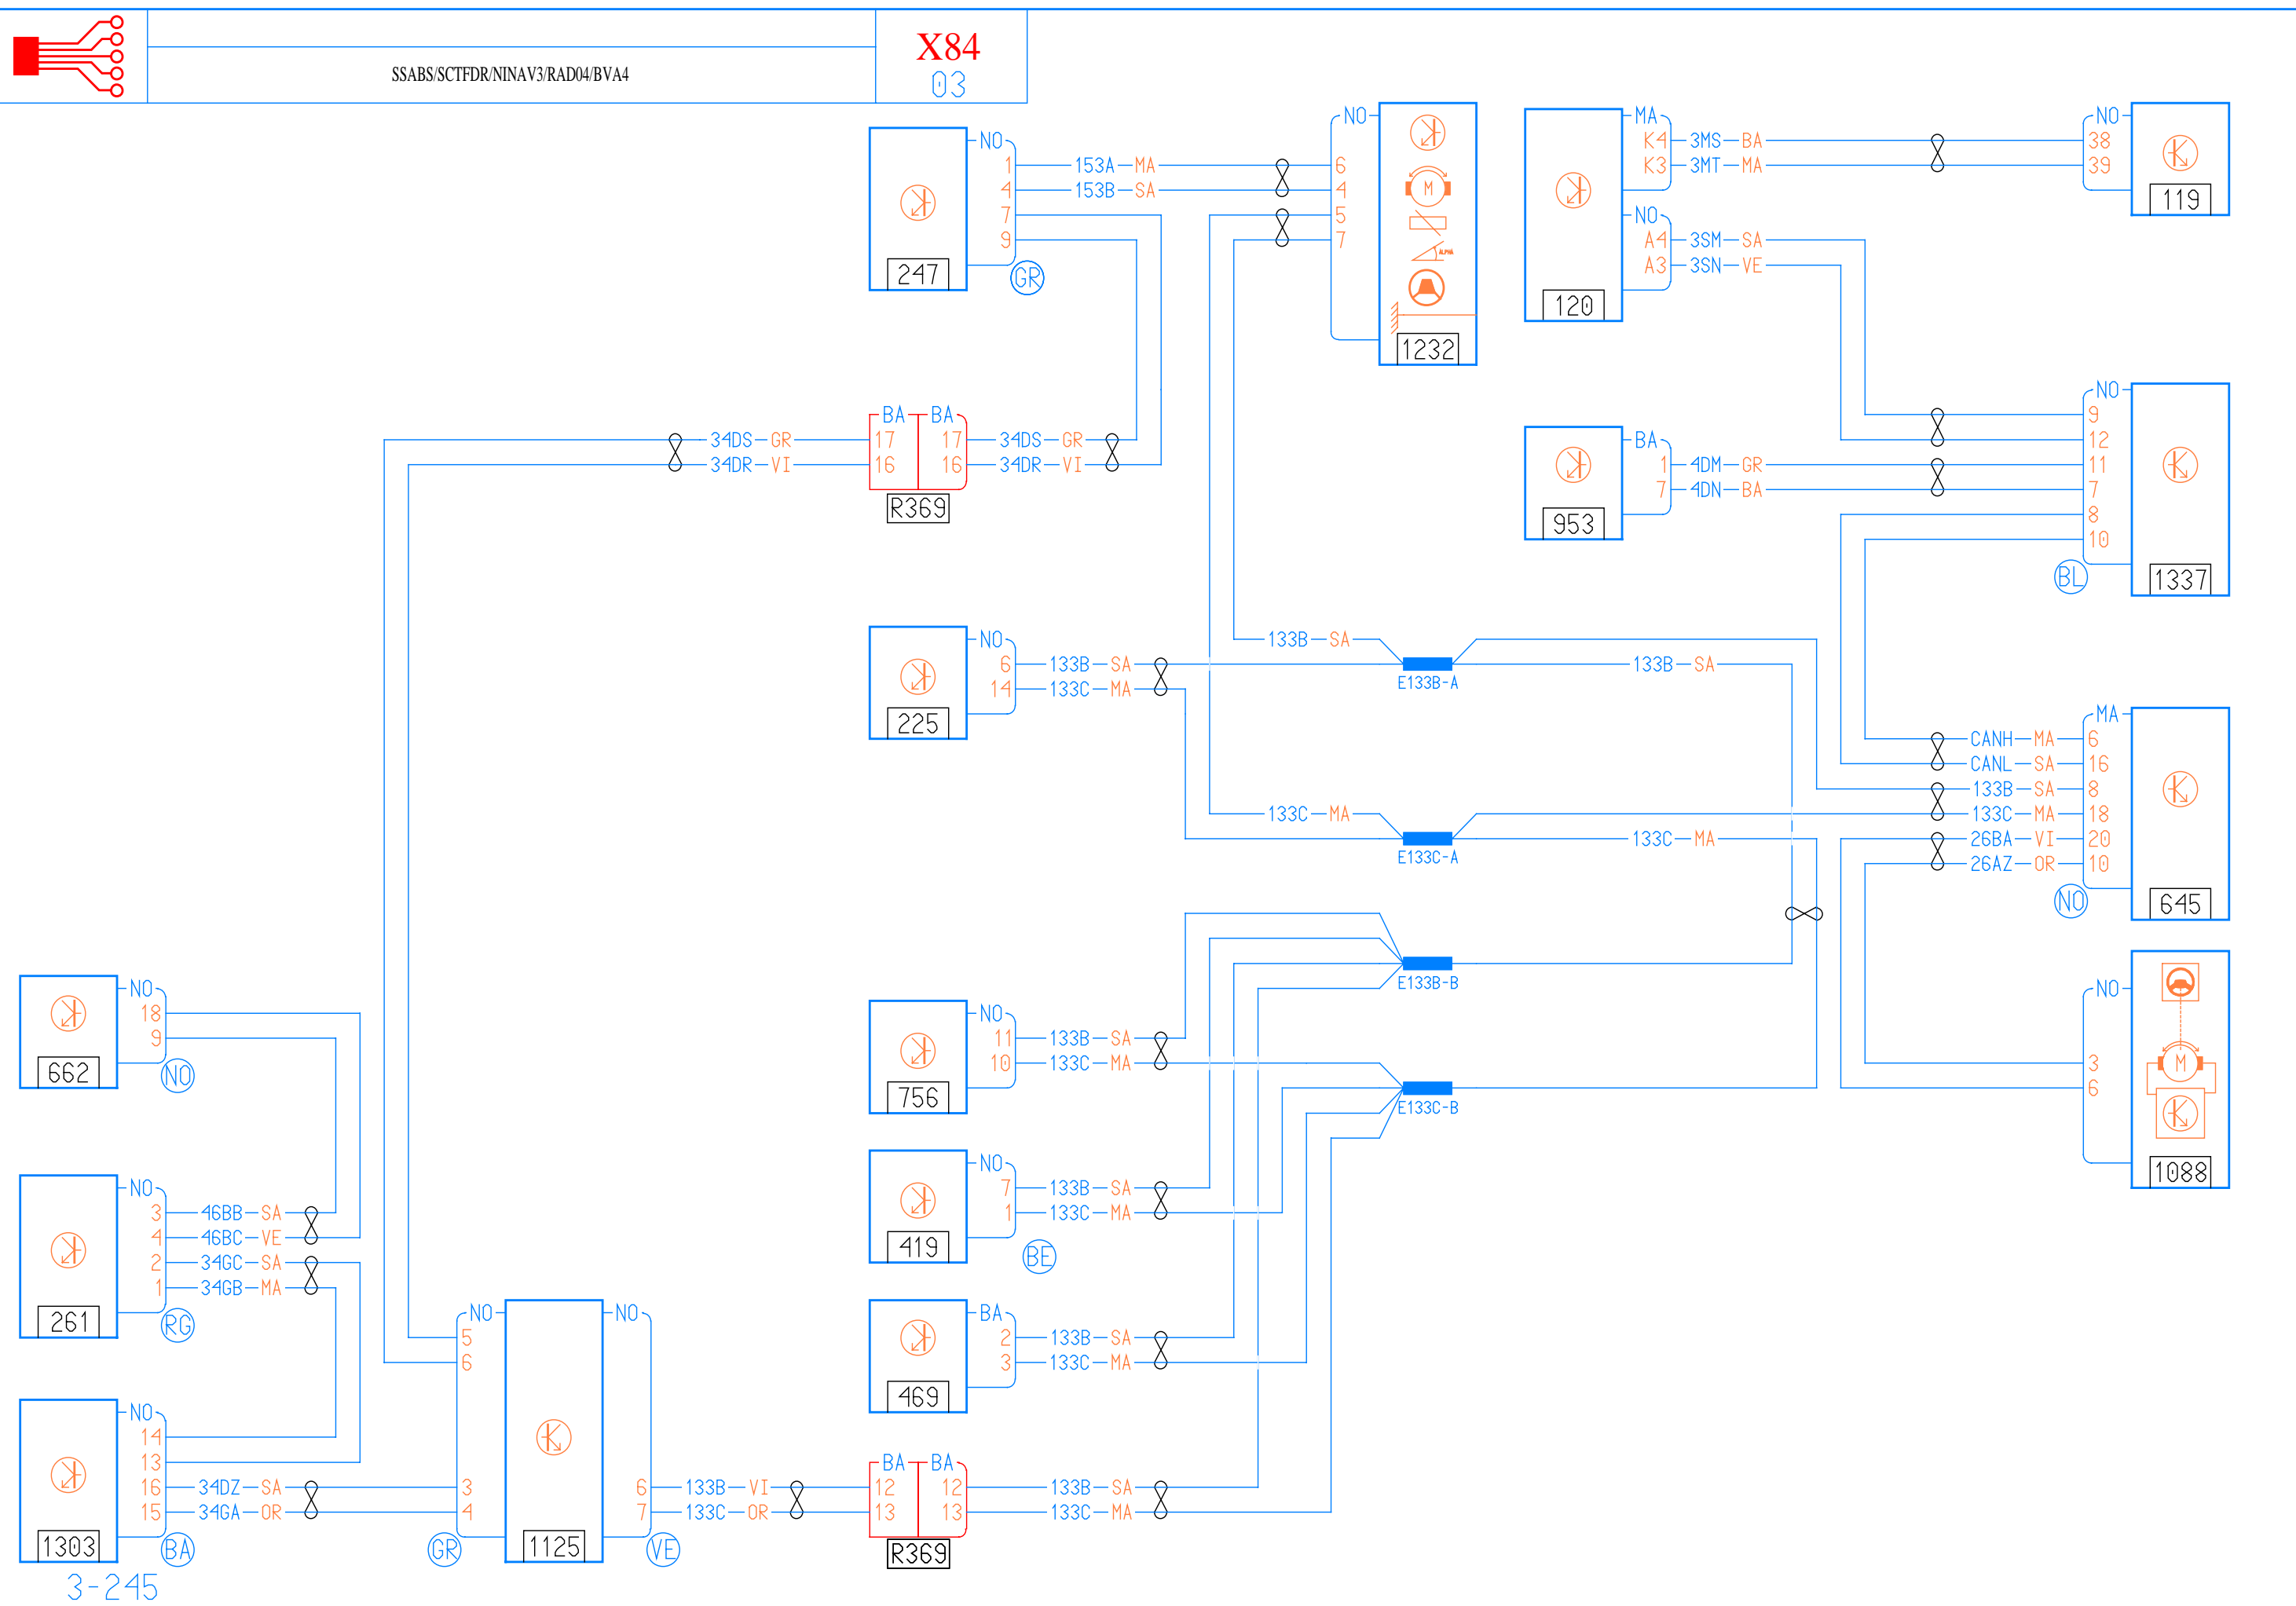 X84
SSABS/SCTFDR/NINAV3/RAD04/BVA4
03
NO
1 153A MA
4 153B SA
7
9
247
GR
NO
6
4
5
7
ALPHA
M
1232
MA
K4 3MS BA
K3 3MT MA
NO
A4 3SM SA
A3 3SN VE
120
NO
38
39
119
34DS GR
34DR VI
BA BA
17 17
16 16
34DS GR
34DR VI
R369
BA
1 4DM GR
7 4DN BA
953
NO
9
12
11
7
8
10
BL
1337
NO
6 133B SA
14 133C MA
225
133B SA
E133B-A
133B SA
133C MA
E133C-A
133C MA
MA
CANH MA 6
CANL SA 16
133B SA 8
133C MA 18
26BA VI 20
26AZ OR 10
NO
645
E133B-B
E133C-B
NO
18
9
662
NO
NO
11 133B SA
10 133C MA
756
NO
3
6
M
1088
NO
3 46BB SA
4 46BC VE
2 34GC SA
1 34GB MA
261
RG
NO
7 133B SA
1 133C MA
419
BE
BA
2 133B SA
3 133C MA
469
NO
14
13
16 34DZ SA
15 34GA OR
1303
BA
NO
5
6
3
4
GR
1125
NO
6 133B VI
7 133C OR
VE
BA BA
12 12
13 13
133B SA
133C MA
R369
3-245